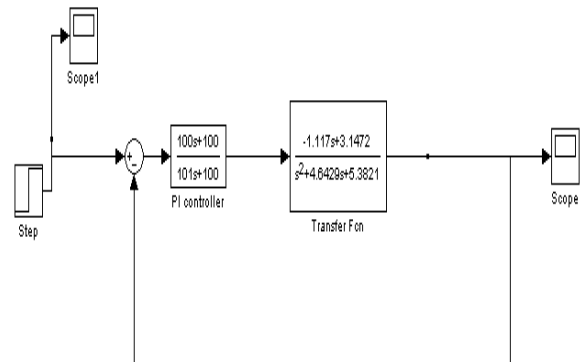 Scope1
+
-
100s+100
101s+100
PI controller
-1.117s+3.1472
s²+4.6429s+5.3821
Transfer Fcn
Step
Scope